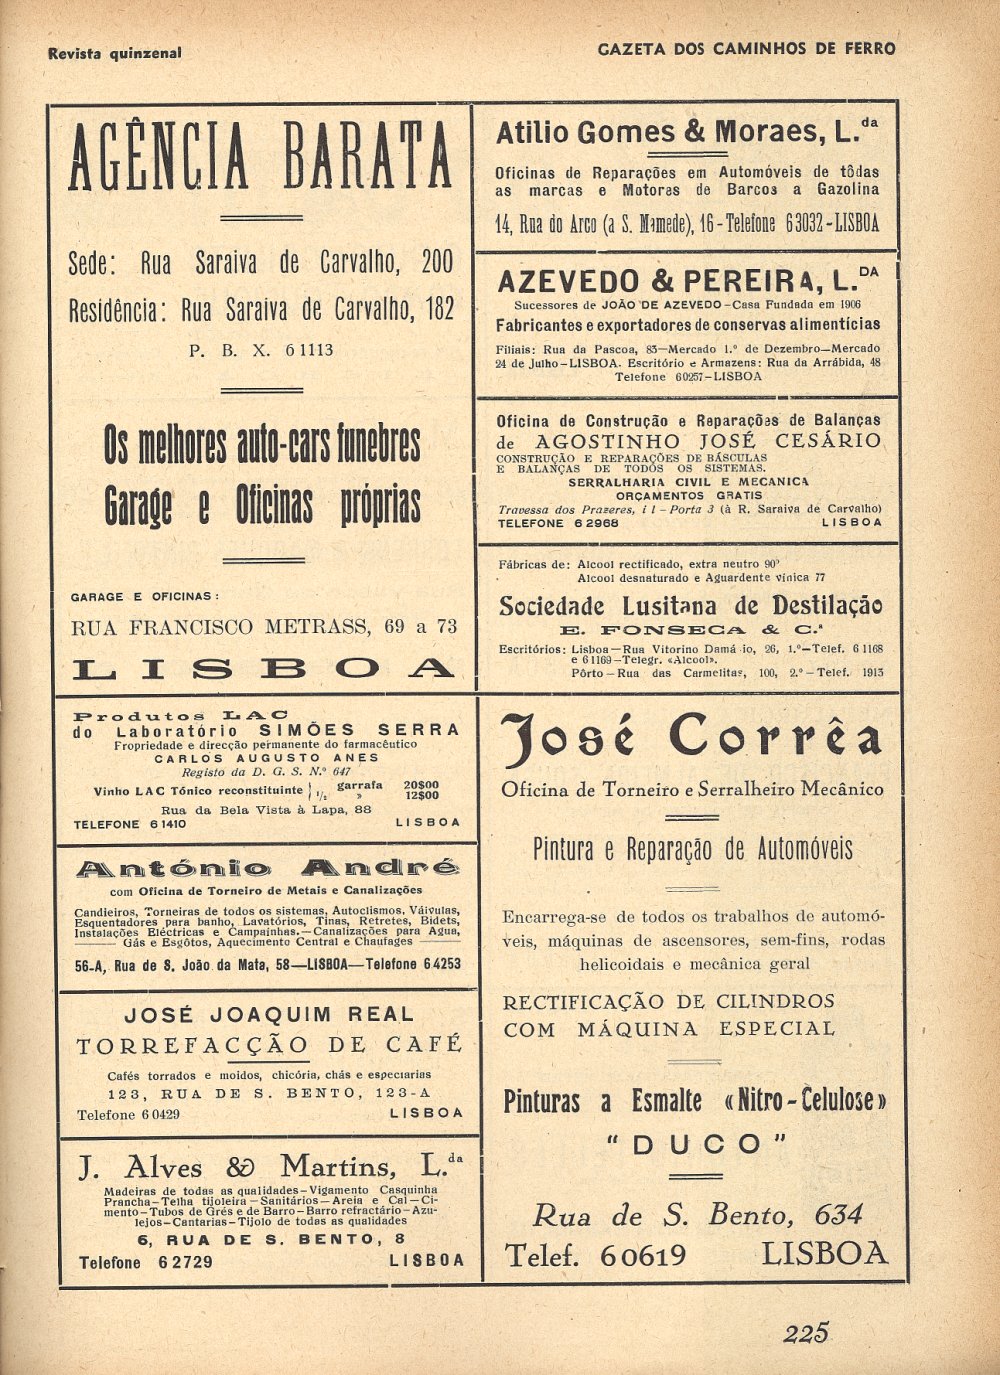 Revista quinzenal
GAZETA DOS CAMINHOS DE FERRO
AGÊNCIA BARATA
Sede: Rua Saraiva de Carvalho, 200
Residência: Rua Saraiva de Carvalho, 182
P. B. X. 61113
Os melhores auto-cars funebres
Garage e Oficinas próprias
GARAGE E OFICINAS:
RUA FRANCISCO METRASS, 69 a 73
LISBOA
Atilio Gomes & Moraes, L.da
Oficinas de Reparações em Automóveis de tôdas
as marcas e Motores de Barcos a Gazolina
14, Rua do Arco (a S. Mamede), 16-Telefone 63032-LISBOA
AZEVEDO & PEREIRA, L.DA
Sucessores de JOÃO DE AZEVEDO-Casa Fundada em 1906
Fabricantes e exportadores de conservas alimentícias
Filiais: Rua da Pascoa, 83-Mercado 1.º de Dezembro-Mercado
24 de Julho-LISBOA. Escritório e Armazens: Rua da Arrábida, 48
Telefone 60257-LISBOA
Oficina de Construção e Reparações de Balanças
de AGOSTINHO JOSÉ CESÁRIO
CONSTRUÇÃO E REPARAÇÕES DE BÁSCULAS
E BALANÇAS DE TODOS OS SISTEMAS.
SERRALHARIA CIVIL E MECANICA
ORÇAMENTOS GRATIS
Travessa dos Prazeres, 11-Porta 3 (à R. Saraiva de Carvalho)
TELEFONE 62968 LISBOA
Fábricas de: Alcool rectificado, extra neutro 90º
Alcool desnaturado e Aguardente vínica 77
Sociedade Lusitana de Destilação
E. FONSECA & C.ª
Escritórios: Lisboa-Rua Vitorino Damá io, 26, 1.º-Telef. 61168
e 61169-Telegr. «Alcool».
Pôrto-Rua das Carmelitas, 100, 2.º-Telef. 1913
Produtos LAC
do Laboratório SIMÕES SERRA
Propriedade e direcção permanente do farmacêutico
CARLOS AUGUSTO ANES
Registo da D. G. S. N.º 647
Vinho LAC Tónico reconstituinte garrafa 20$00
1/2 » 12$00
Rua da Bela Vista à Lapa, 88
TELEFONE 61410 LISBOA
António André
com Oficina de Torneiro de Metais e Canalizações
Candieiros, Torneiras de todos os sistemas, Autoclismos, Válvulas,
Esquentadores para banho, Lavatórios, Tinas, Retretes, Bidets,
Instalações Eléctricas e Campainhas.-Canalizações para Agua,
Gás e Esgôtos, Aquecimento Central e Chaufages
56-A, Rua de S. João da Mata, 58-LISBOA-Telefone 64253
JOSÉ JOAQUIM REAL
TORREFACÇÃO DE CAFÉ
Cafés torrados e moidos, chicória, chás e especiarias
123, RUA DE S. BENTO, 123-A
Telefone 60429 LISBOA
J. Alves & Martins, L.da
Madeiras de todas as qualidades-Vigamento Casquinha
Prancha-Telha tijoleira-Sanitários-Areia e Cal-Ci-
mento-Tubos de Grés e de Barro-Barro refractário-Azu-
lejos-Cantarias-Tijolo de todas as qualidades
6, RUA DE S. BENTO, 8
Telefone 62729 LISBOA
José Corrêa
Oficina de Torneiro e Serralheiro Mecânico
Pintura e Reparação de Automóveis
Encarrega-se de todos os trabalhos de automó-
veis, máquinas de ascensores, sem-fins, rodas
helicoidais e mecânica geral
RECTIFICAÇÃO DE CILINDROS
COM MÁQUINA ESPECIAL
Pinturas a Esmalte «Nitro-Celulose»
"DUCO"
Rua de S. Bento, 634
Telef. 60619 LISBOA
225